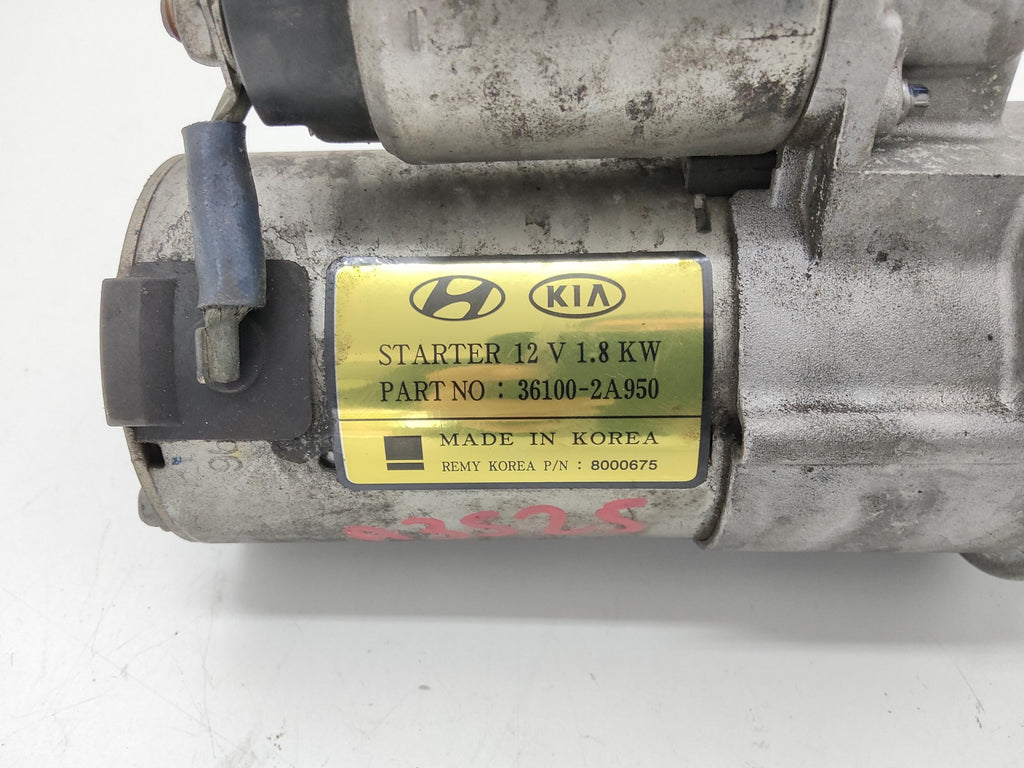 KIA
STARTER 12 V 1.8 KW
PART NO : 36100-2A950
MADE IN KOREA
REMY KOREA P/N : 8000675